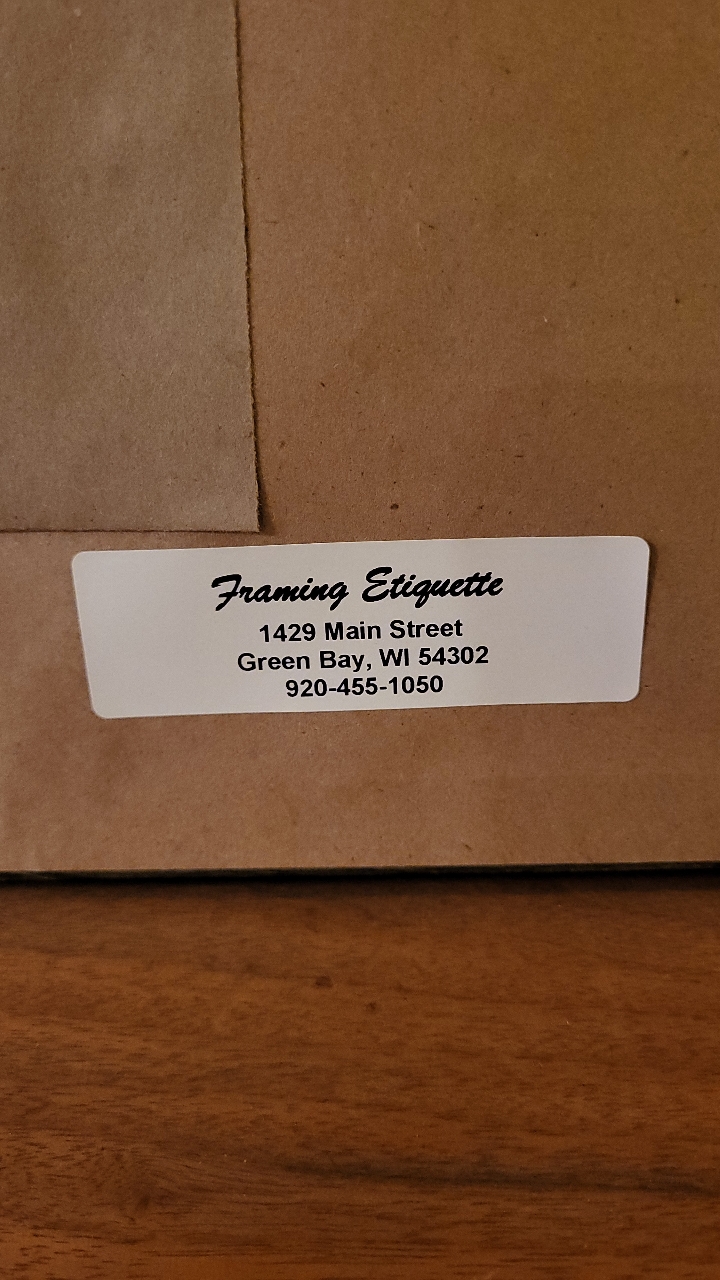 Framing Etiquette
1429 Main Street
Green Bay, WI 54302
920-455-1050